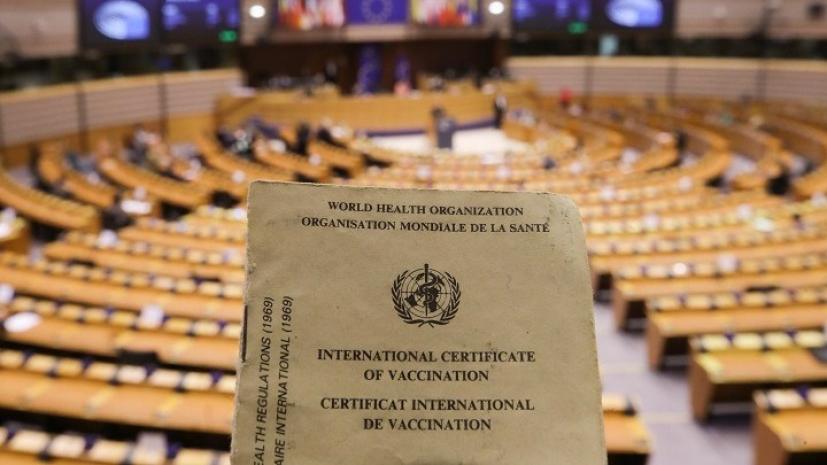 WORLD HEALTH ORGANIZATION
ORGANISATION MONDIALE DE LA SANTÉ
INTERNATIONAL CERTIFICATE
OF VACCINATION
CERTIFICAT INTERNATIONAL
DE VACCINATION
HEALTH REGULATIONS (1969)
AIRE INTERNATIONAL (1969)